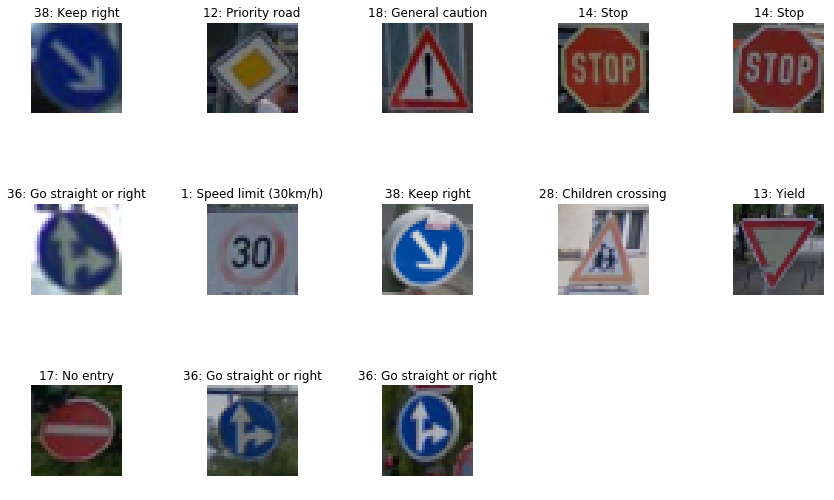 38: Keep right
12: Priority road
18: General caution
14: Stop
14: Stop
STOP
STOP
36: Go straight or right
1: Speed limit (30km/h)
38: Keep right
28: Children crossing
13: Yield
30
17: No entry
36: Go straight or right
36: Go straight or right